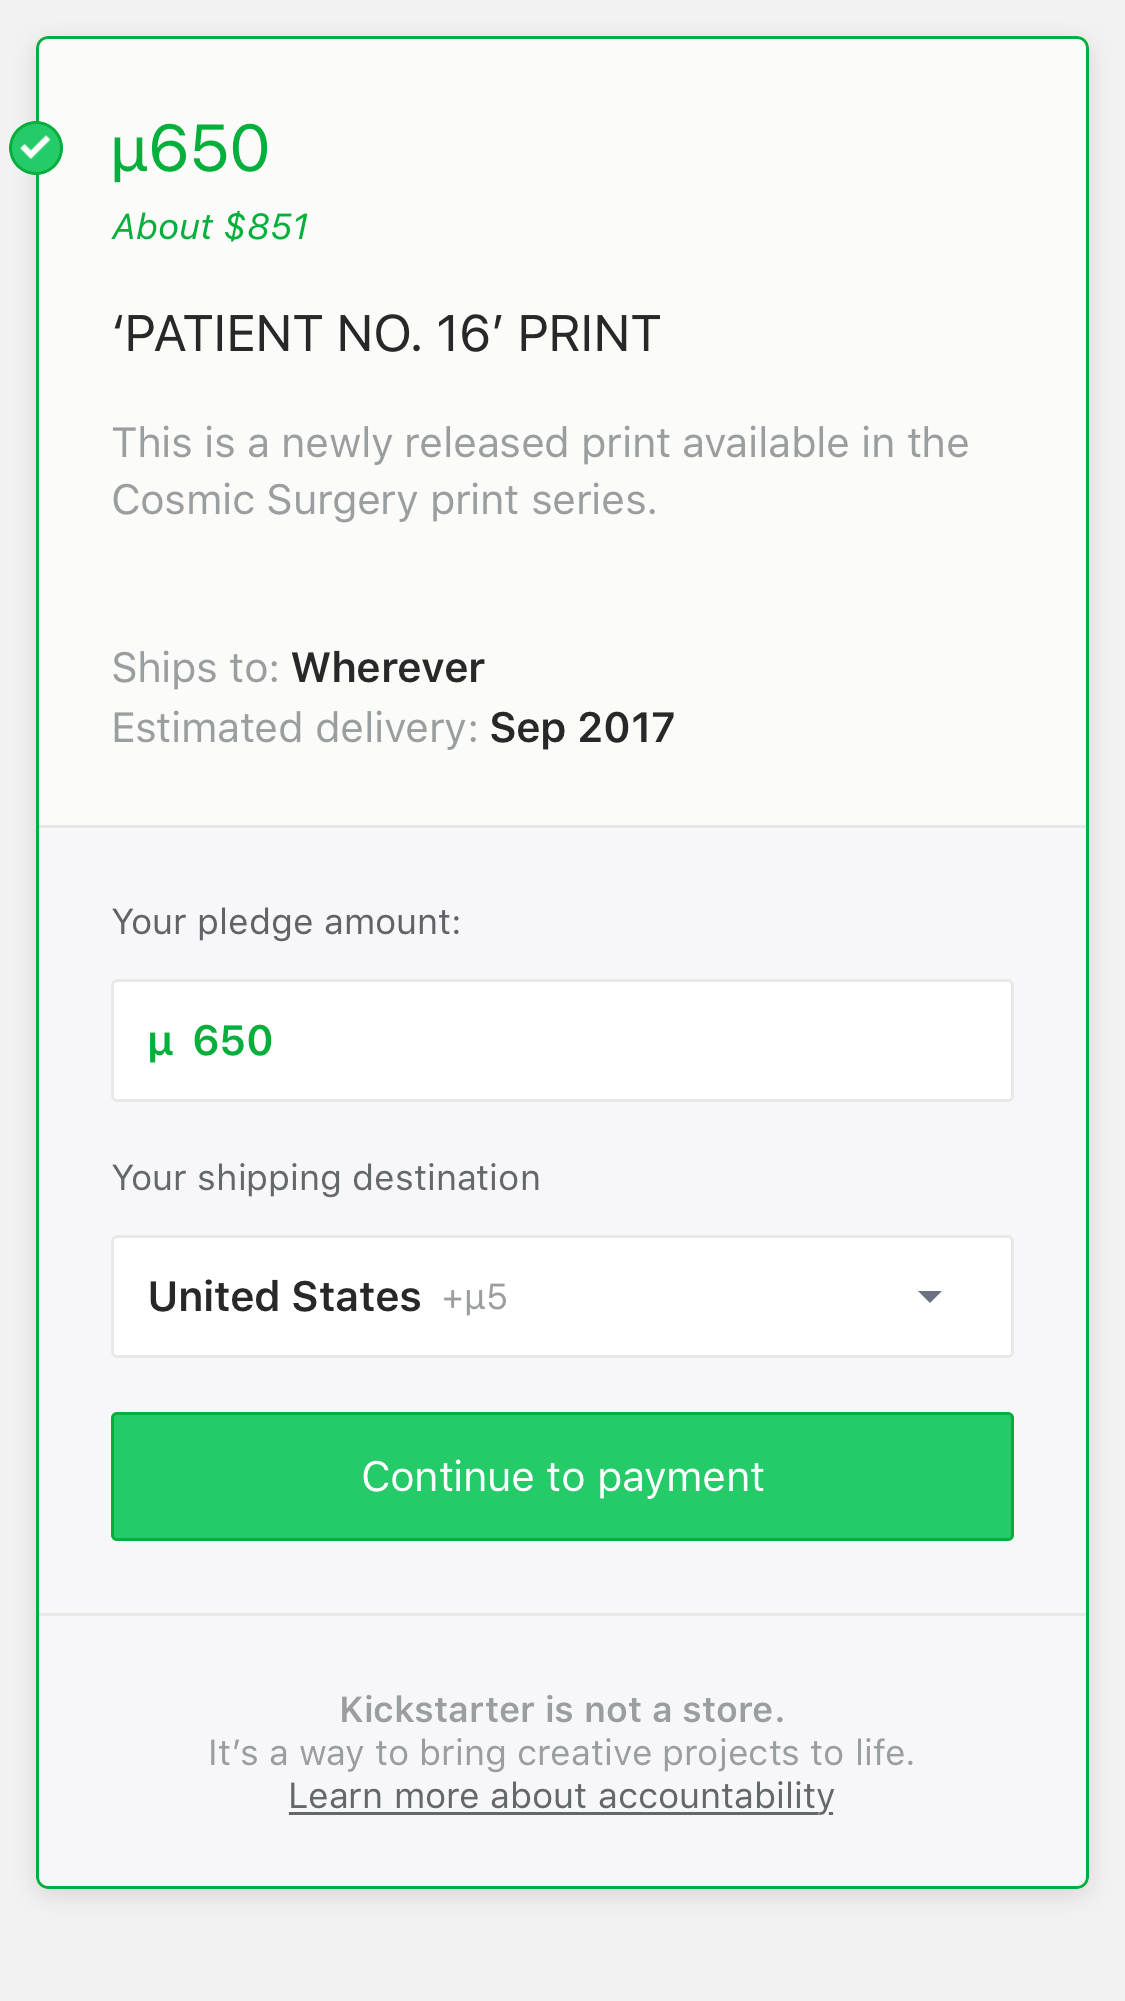 µ650
About $851
‘PATIENT NO. 16’ PRINT
This is a newly released print available in the
Cosmic Surgery print series.
Ships to: Wherever
Estimated delivery: Sep 2017
Your pledge amount:
µ 650
Your shipping destination
United States +µ5
Continue to payment
Kickstarter is not a store.
It’s a way to bring creative projects to life.
Learn more about accountability